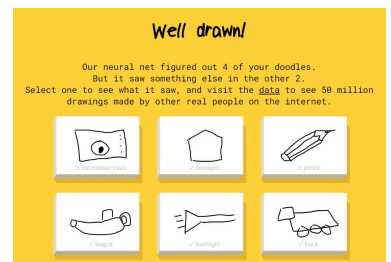 Well drawn!
Our neural net figured out 4 of your doodles.
But it saw something else in the other 2.
Select one to see what it saw, and visit the data to see 50 million
drawings made by other real people on the internet.
× microwave oven
✓ hexagon
× pencil
✓ teapot
✓ flashlight
✓ truck